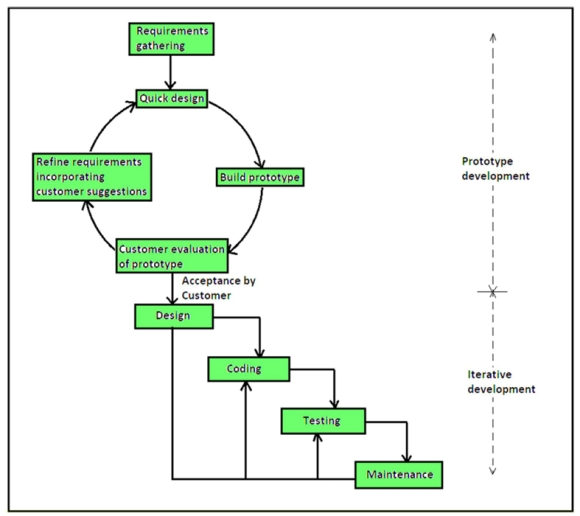 Requirements
gathering
Quick design
Refine requirements
incorporating
customer suggestions
Build prototype
Prototype
development
Customer evaluation
of prototype
Acceptance by
Customer
Design
Coding
Iterative
development
Testing
Maintenance